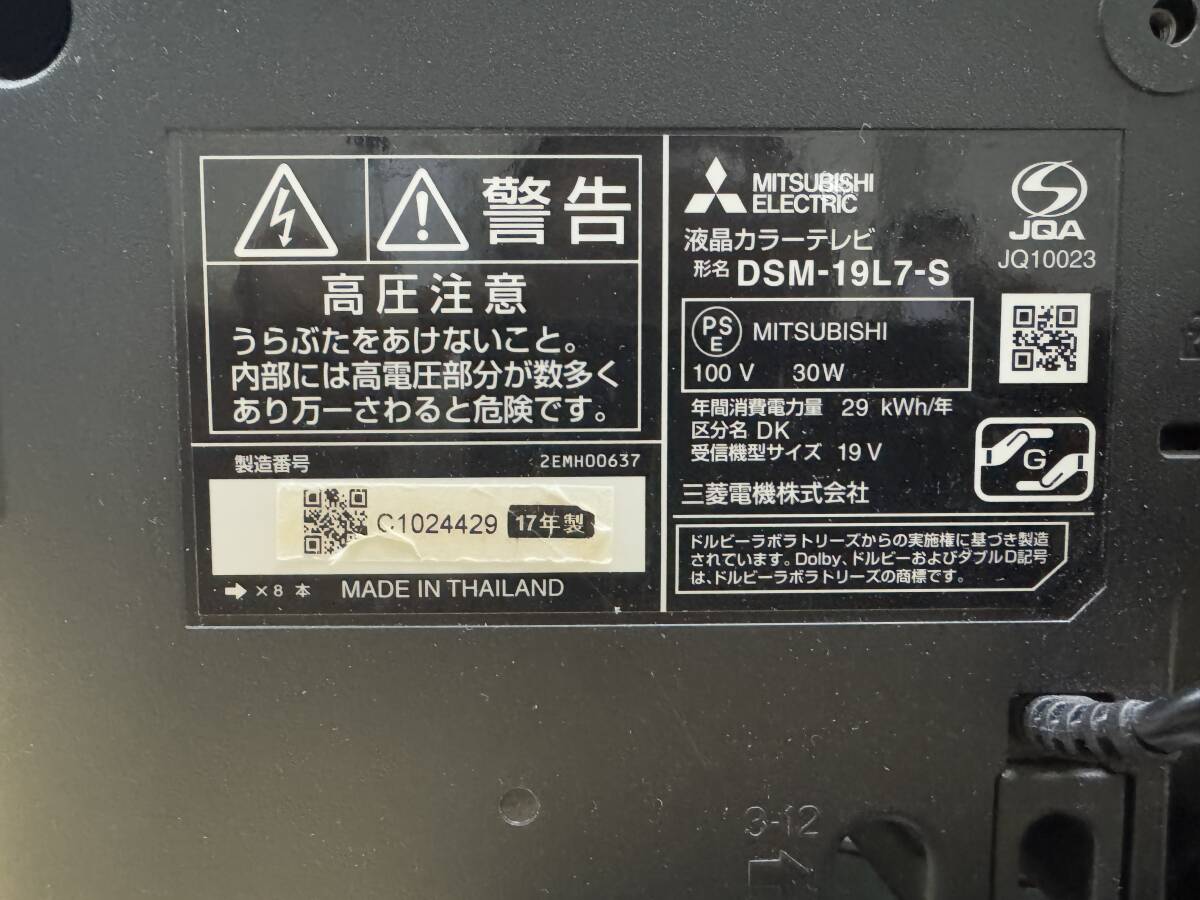 警告
高圧注意
うらぶたをあけないこと。
内部には高電圧部分が数多く
あり万一さわると危険です。
製造番号 2EMH00637
C1024429 17年製
×8 本 MADE IN THAILAND
MITSUBISHI
ELECTRIC
液晶カラーテレビ
形名 DSM-19L7-S
JQA
JQ10023
PSE MITSUBISHI
100 V 30W
年間消費電力量 29 kWh/年
区分名 DK
受信機型サイズ 19 V
G
三菱電機株式会社
ドルビーラボラトリーズからの実施権に基づき製造
されています。Dolby、ドルビーおよびダブルD記号
は、ドルビーラボラトリーズの商標です。
3-12